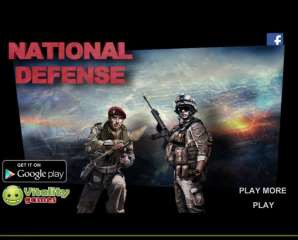 NATIONAL
DEFENSE
f
GET IT ON
Google play
Vitality
games
PLAY MORE
PLAY